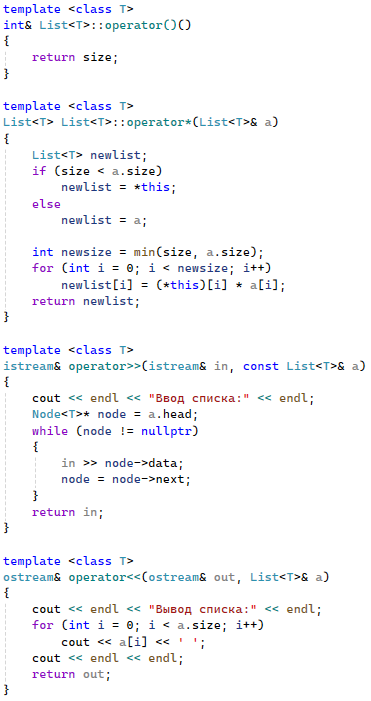 template <class T>
int& List<T>::operator()()
{
    return size;
}

template <class T>
List<T> List<T>::operator*(List<T>& a)
{
    List<T> newlist;
    if (size < a.size)
        newlist = *this;
    else
        newlist = a;

    int newsize = min(size, a.size);
    for (int i = 0; i < newsize; i++)
        newlist[i] = (*this)[i] * a[i];
    return newlist;
}

template <class T>
istream& operator>>(istream& in, const List<T>& a)
{
    cout << endl << "Ввод списка:" << endl;
    Node<T>* node = a.head;
    while (node != nullptr)
    {
        in >> node->data;
        node = node->next;
    }
    return in;
}

template <class T>
ostream& operator<<(ostream& out, List<T>& a)
{
    cout << endl << "Вывод списка:" << endl;
    for (int i = 0; i < a.size; i++)
        cout << a[i] << ' ';
    cout << endl << endl;
    return out;
}